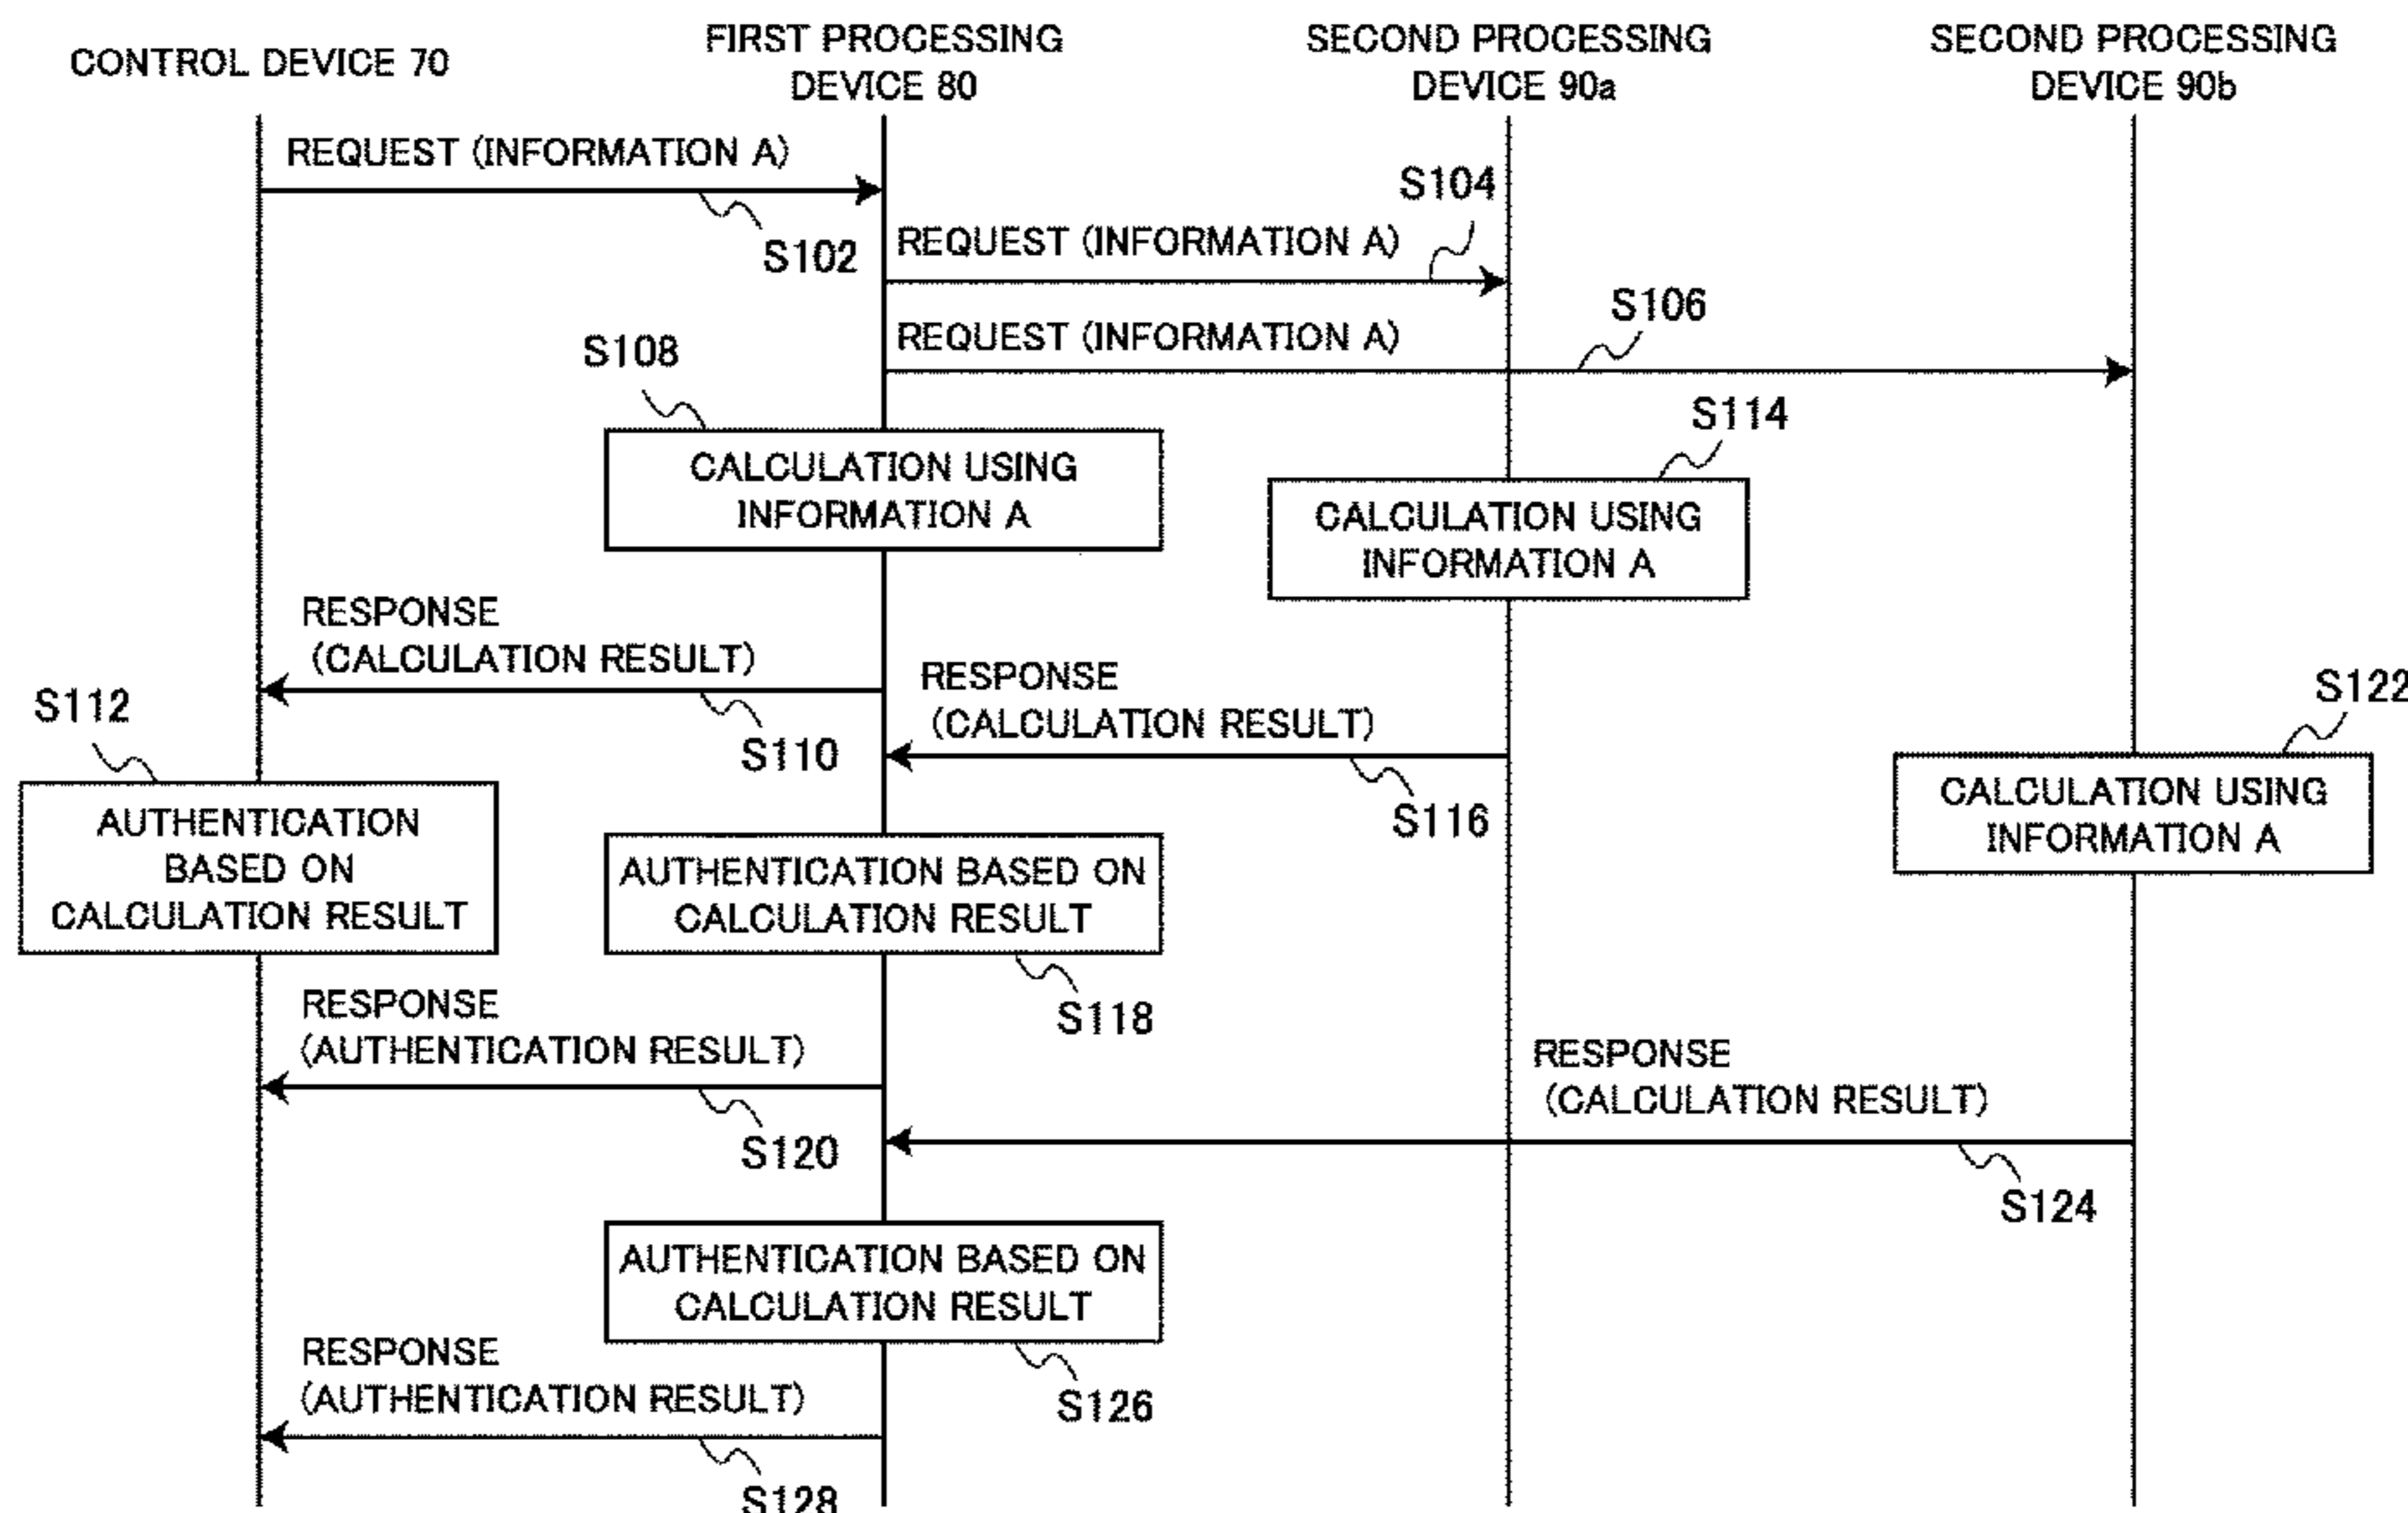 CONTROL DEVICE 70
FIRST PROCESSING
DEVICE 80
SECOND PROCESSING
DEVICE 90a
SECOND PROCESSING
DEVICE 90b
REQUEST (INFORMATION A)
S102
S104
REQUEST (INFORMATION A)
S106
REQUEST (INFORMATION A)
S108
CALCULATION USING
INFORMATION A
S114
CALCULATION USING
INFORMATION A
RESPONSE
(CALCULATION RESULT)
S110
RESPONSE
(CALCULATION RESULT)
S116
S112
AUTHENTICATION
BASED ON
CALCULATION RESULT
AUTHENTICATION BASED ON
CALCULATION RESULT
S118
S122
CALCULATION USING
INFORMATION A
RESPONSE
(AUTHENTICATION RESULT)
S120
RESPONSE
(CALCULATION RESULT)
S124
AUTHENTICATION BASED ON
CALCULATION RESULT
S126
RESPONSE
(AUTHENTICATION RESULT)
S128